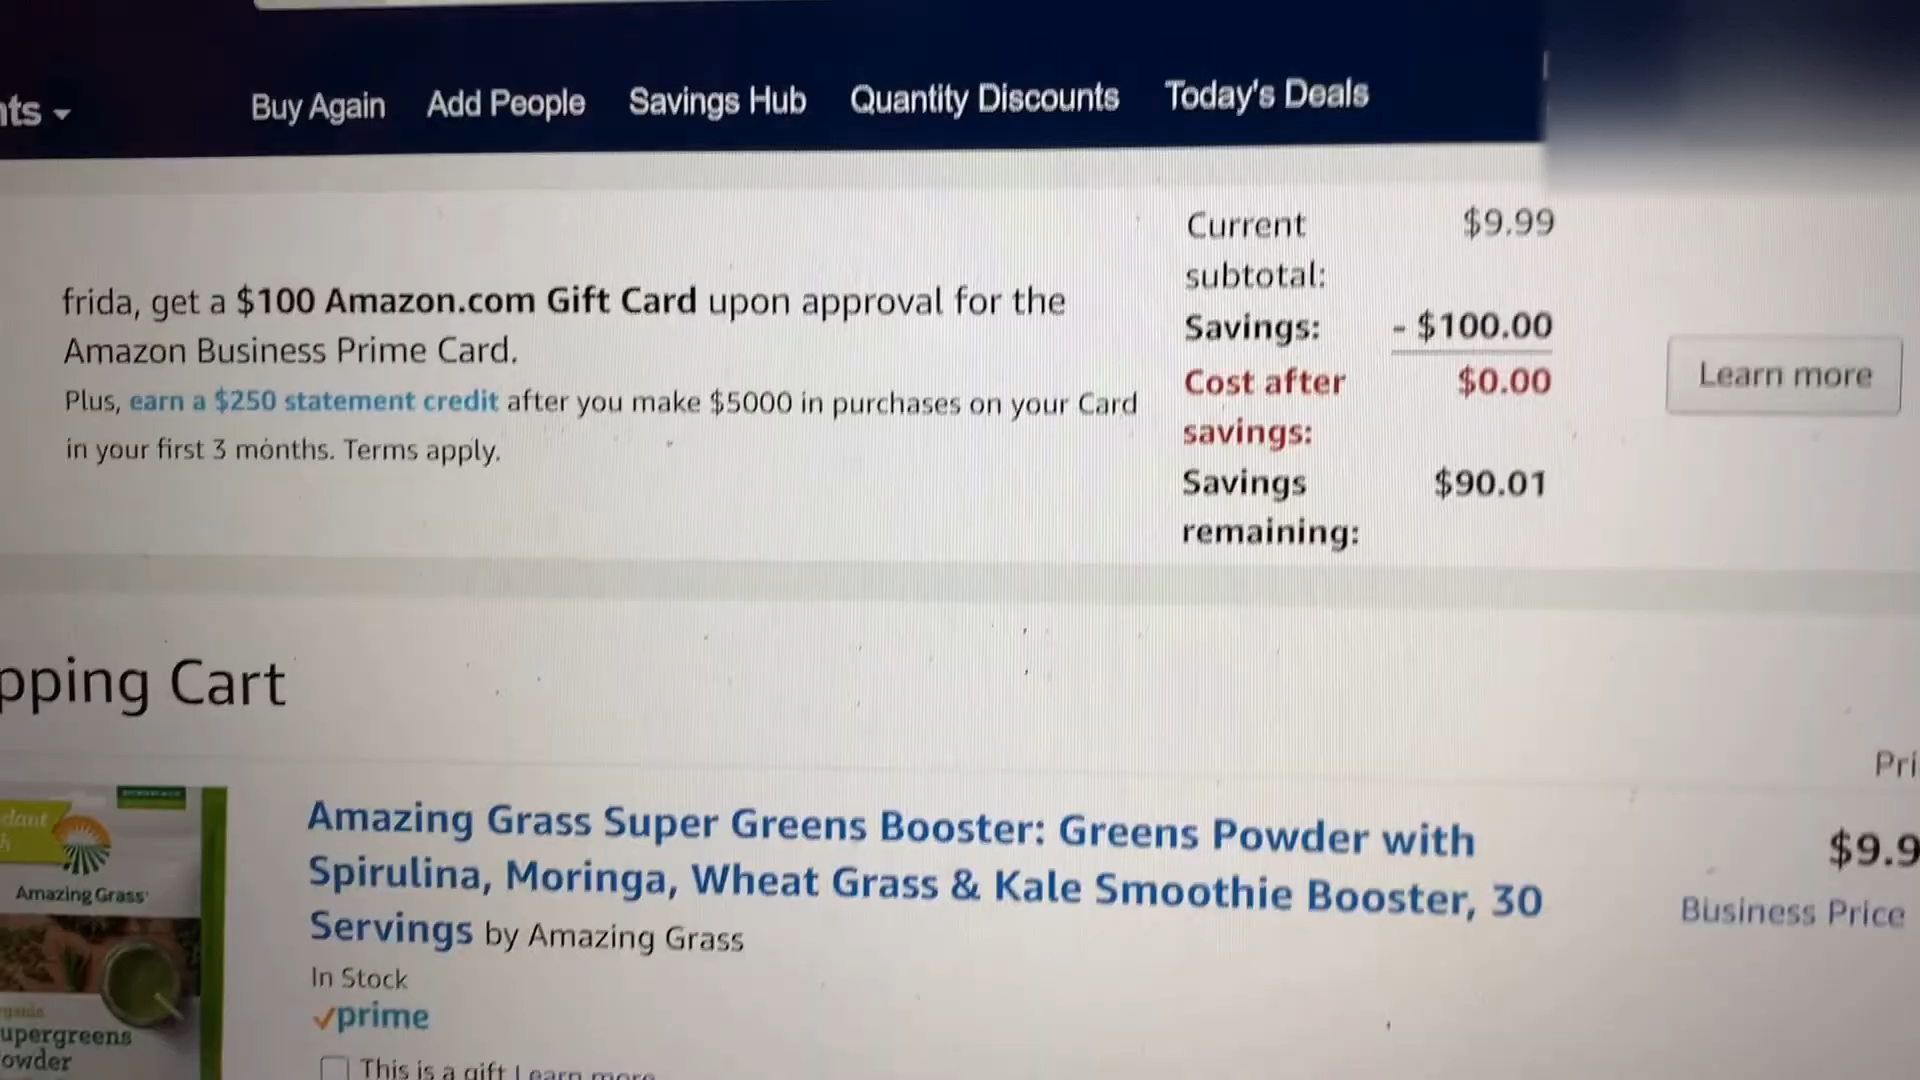 Buy Again Add People Savings Hub Quantity Discounts Today's Deals
frida, get a $100 Amazon.com Gift Card upon approval for the
Amazon Business Prime Card.
Plus, earn a $250 statement credit after you make $5000 in purchases on your Card
in your first 3 months. Terms apply.
Current $9.99
subtotal:
Savings: - $100.00
Cost after $0.00
savings:
Savings $90.01
remaining:
Learn more
pping Cart
Pri
Amazing Grass Super Greens Booster: Greens Powder with
Spirulina, Moringa, Wheat Grass & Kale Smoothie Booster, 30
Servings by Amazing Grass
In Stock
prime
This is a gift Learn more
$9.9
Business Price
Amazing Grass
upergreens
owder